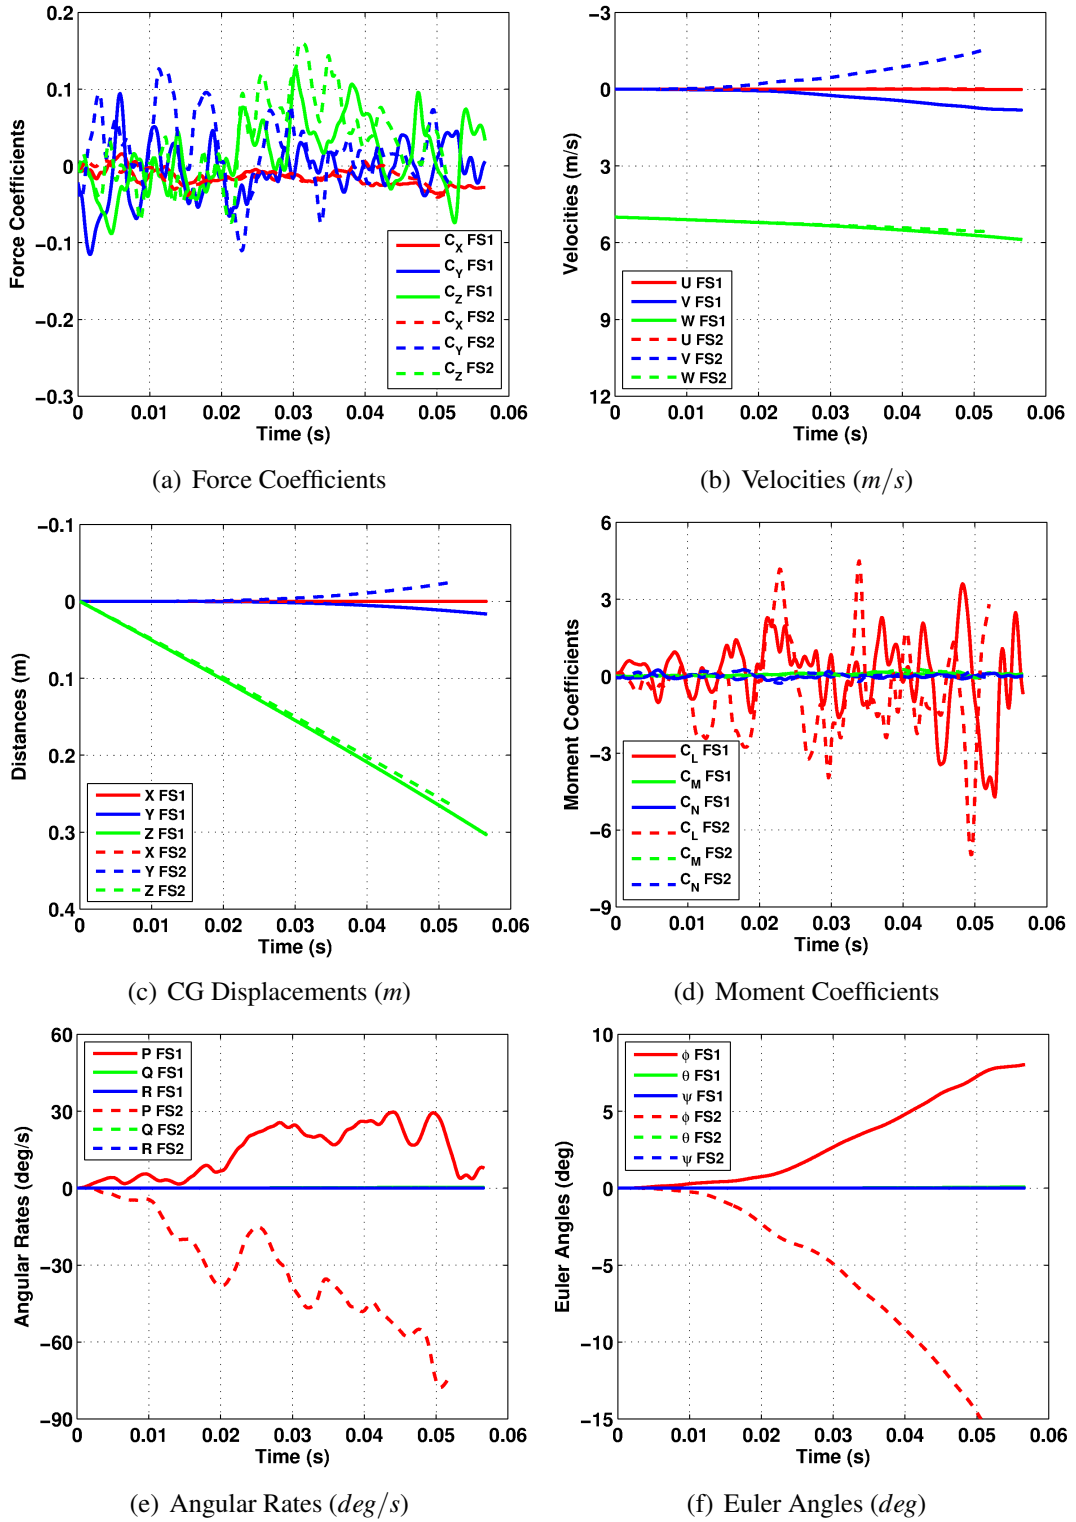 0.2
0.1
0
−0.1
−0.2
−0.3
Force Coefficients
C_X FS1
C_Y FS1
C_Z FS1
C_X FS2
C_Y FS2
C_Z FS2
0 0.01 0.02 0.03 0.04 0.05 0.06
Time (s)
(a) Force Coefficients
−3
0
3
6
9
12
Velocities (m/s)
U FS1
V FS1
W FS1
U FS2
V FS2
W FS2
0 0.01 0.02 0.03 0.04 0.05 0.06
Time (s)
(b) Velocities (m/s)
−0.1
0
0.1
0.2
0.3
0.4
Distances (m)
X FS1
Y FS1
Z FS1
X FS2
Y FS2
Z FS2
0 0.01 0.02 0.03 0.04 0.05 0.06
Time (s)
(c) CG Displacements (m)
6
3
0
−3
−6
−9
Moment Coefficients
C_L FS1
C_M FS1
C_N FS1
C_L FS2
C_M FS2
C_N FS2
0 0.01 0.02 0.03 0.04 0.05 0.06
Time (s)
(d) Moment Coefficients
60
30
0
−30
−60
−90
Angular Rates (deg/s)
P FS1
Q FS1
R FS1
P FS2
Q FS2
R FS2
0 0.01 0.02 0.03 0.04 0.05 0.06
Time (s)
(e) Angular Rates (deg/s)
10
5
0
−5
−10
−15
Euler Angles (deg)
ϕ FS1
θ FS1
ψ FS1
ϕ FS2
θ FS2
ψ FS2
0 0.01 0.02 0.03 0.04 0.05 0.06
Time (s)
(f) Euler Angles (deg)